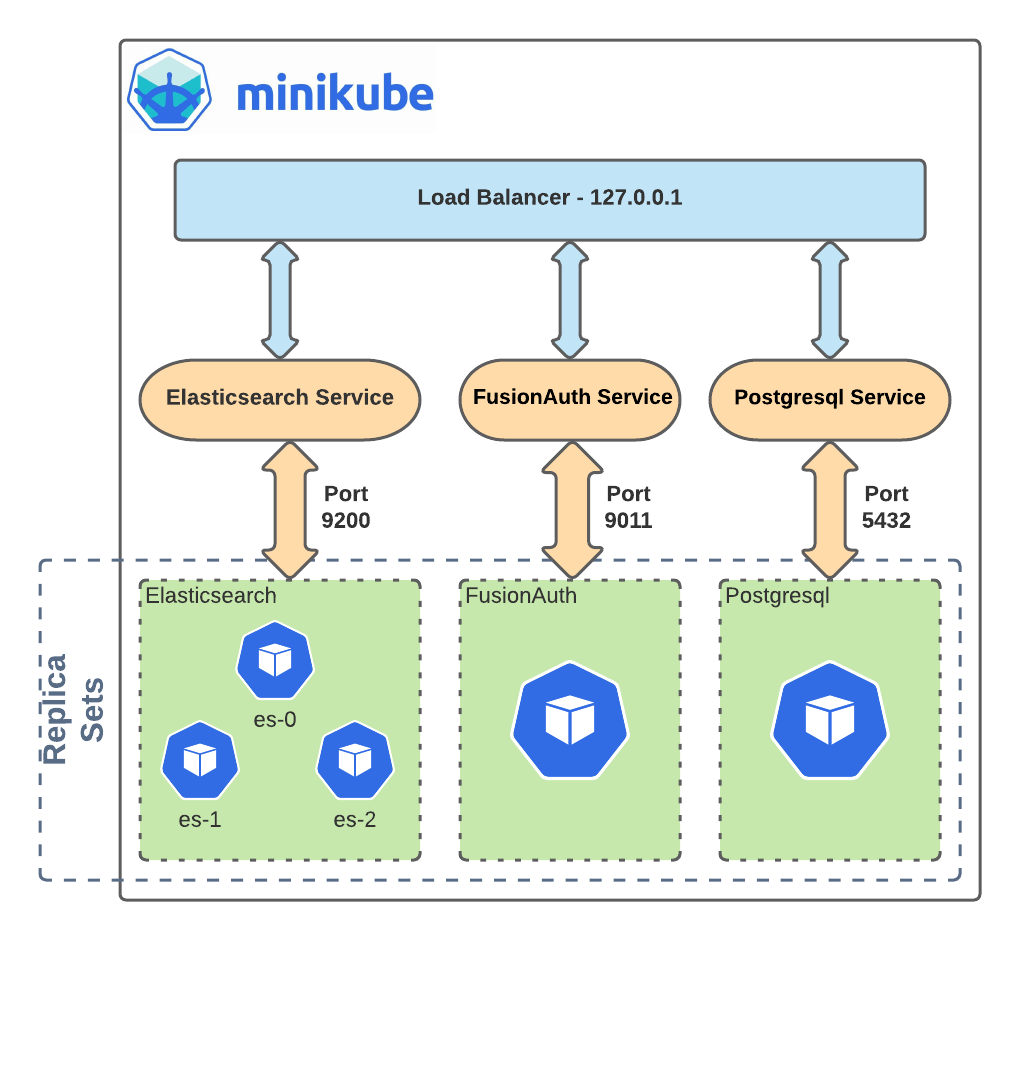 minikube
Load Balancer - 127.0.0.1
Elasticsearch Service
FusionAuth Service
Postgresql Service
Port
9200
Port
9011
Port
5432
Replica
Sets
Elasticsearch
es-0
es-1
es-2
FusionAuth
Postgresql